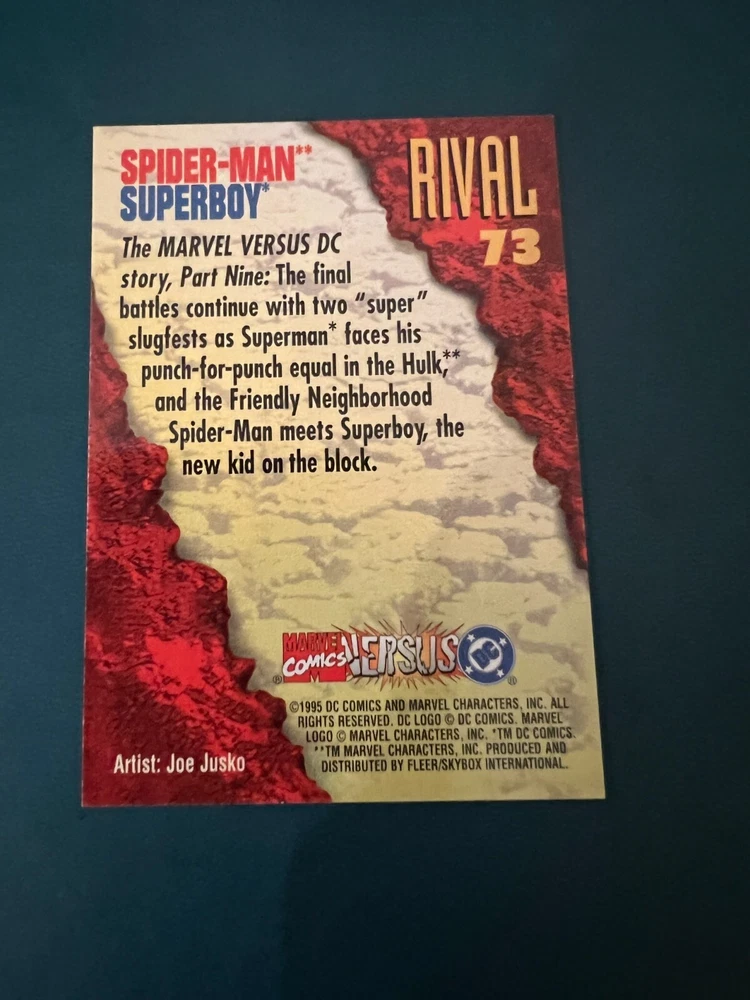 SPIDER-MAN**
SUPERBOY*
RIVAL
73
The MARVEL VERSUS DC
story, Part Nine: The final
battles continue with two “super”
slugfests as Superman* faces his
punch-for-punch equal in the Hulk,**
and the Friendly Neighborhood
Spider-Man meets Superboy, the
new kid on the block.
MARVEL
COMICS
VERSUS
DC
® ®
©1995 DC COMICS AND MARVEL CHARACTERS, INC. ALL
RIGHTS RESERVED. DC LOGO © DC COMICS. MARVEL
LOGO © MARVEL CHARACTERS, INC. *TM DC COMICS.
**TM MARVEL CHARACTERS, INC. PRODUCED AND
DISTRIBUTED BY FLEER/SKYBOX INTERNATIONAL.
Artist: Joe Jusko